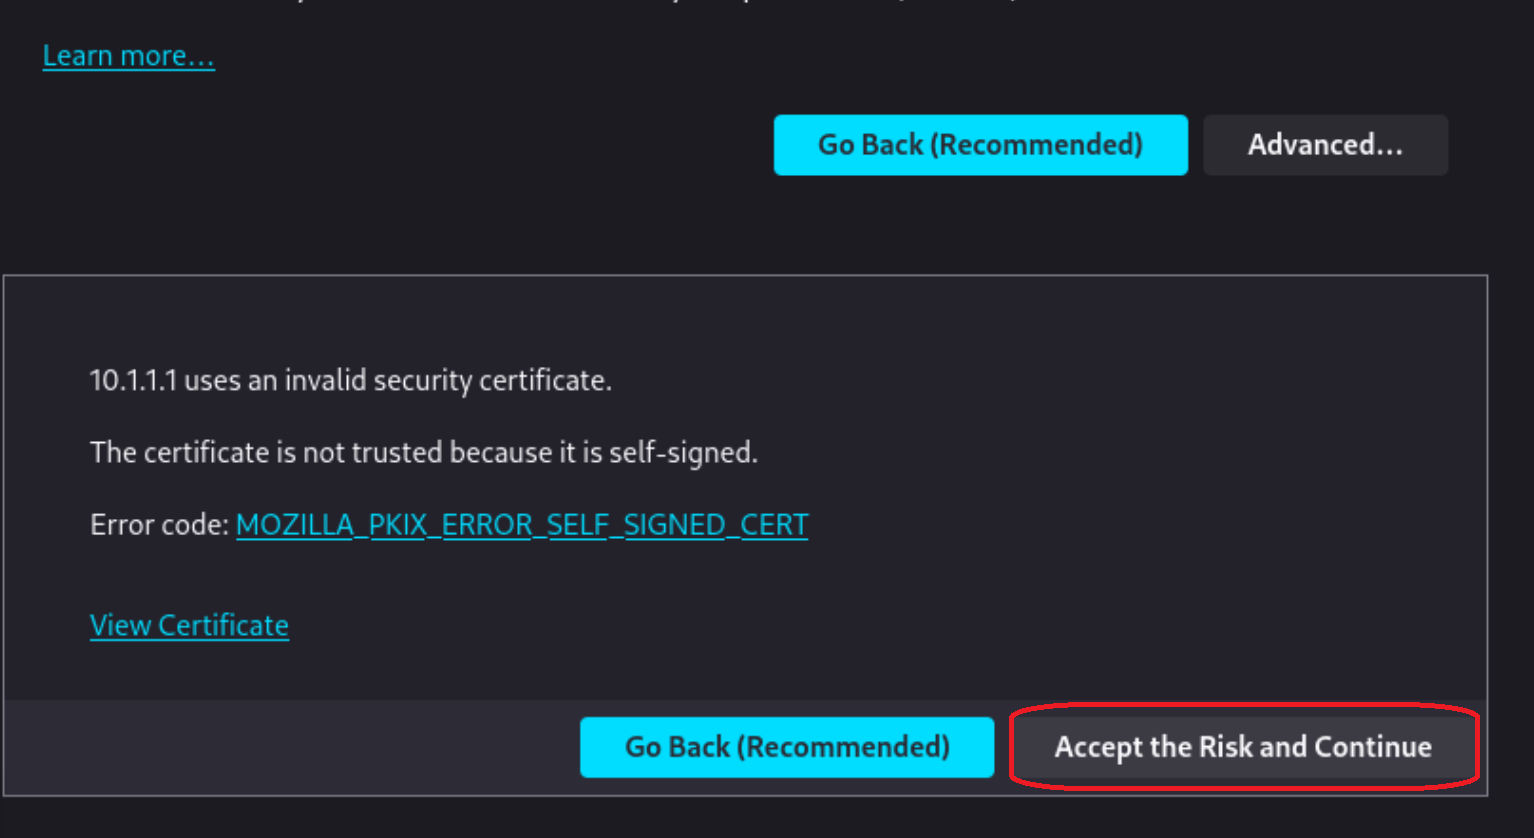 Learn more…
Go Back (Recommended) Advanced…
10.1.1.1 uses an invalid security certificate.
The certificate is not trusted because it is self-signed.
Error code: MOZILLA_PKIX_ERROR_SELF_SIGNED_CERT
View Certificate
Go Back (Recommended) Accept the Risk and Continue